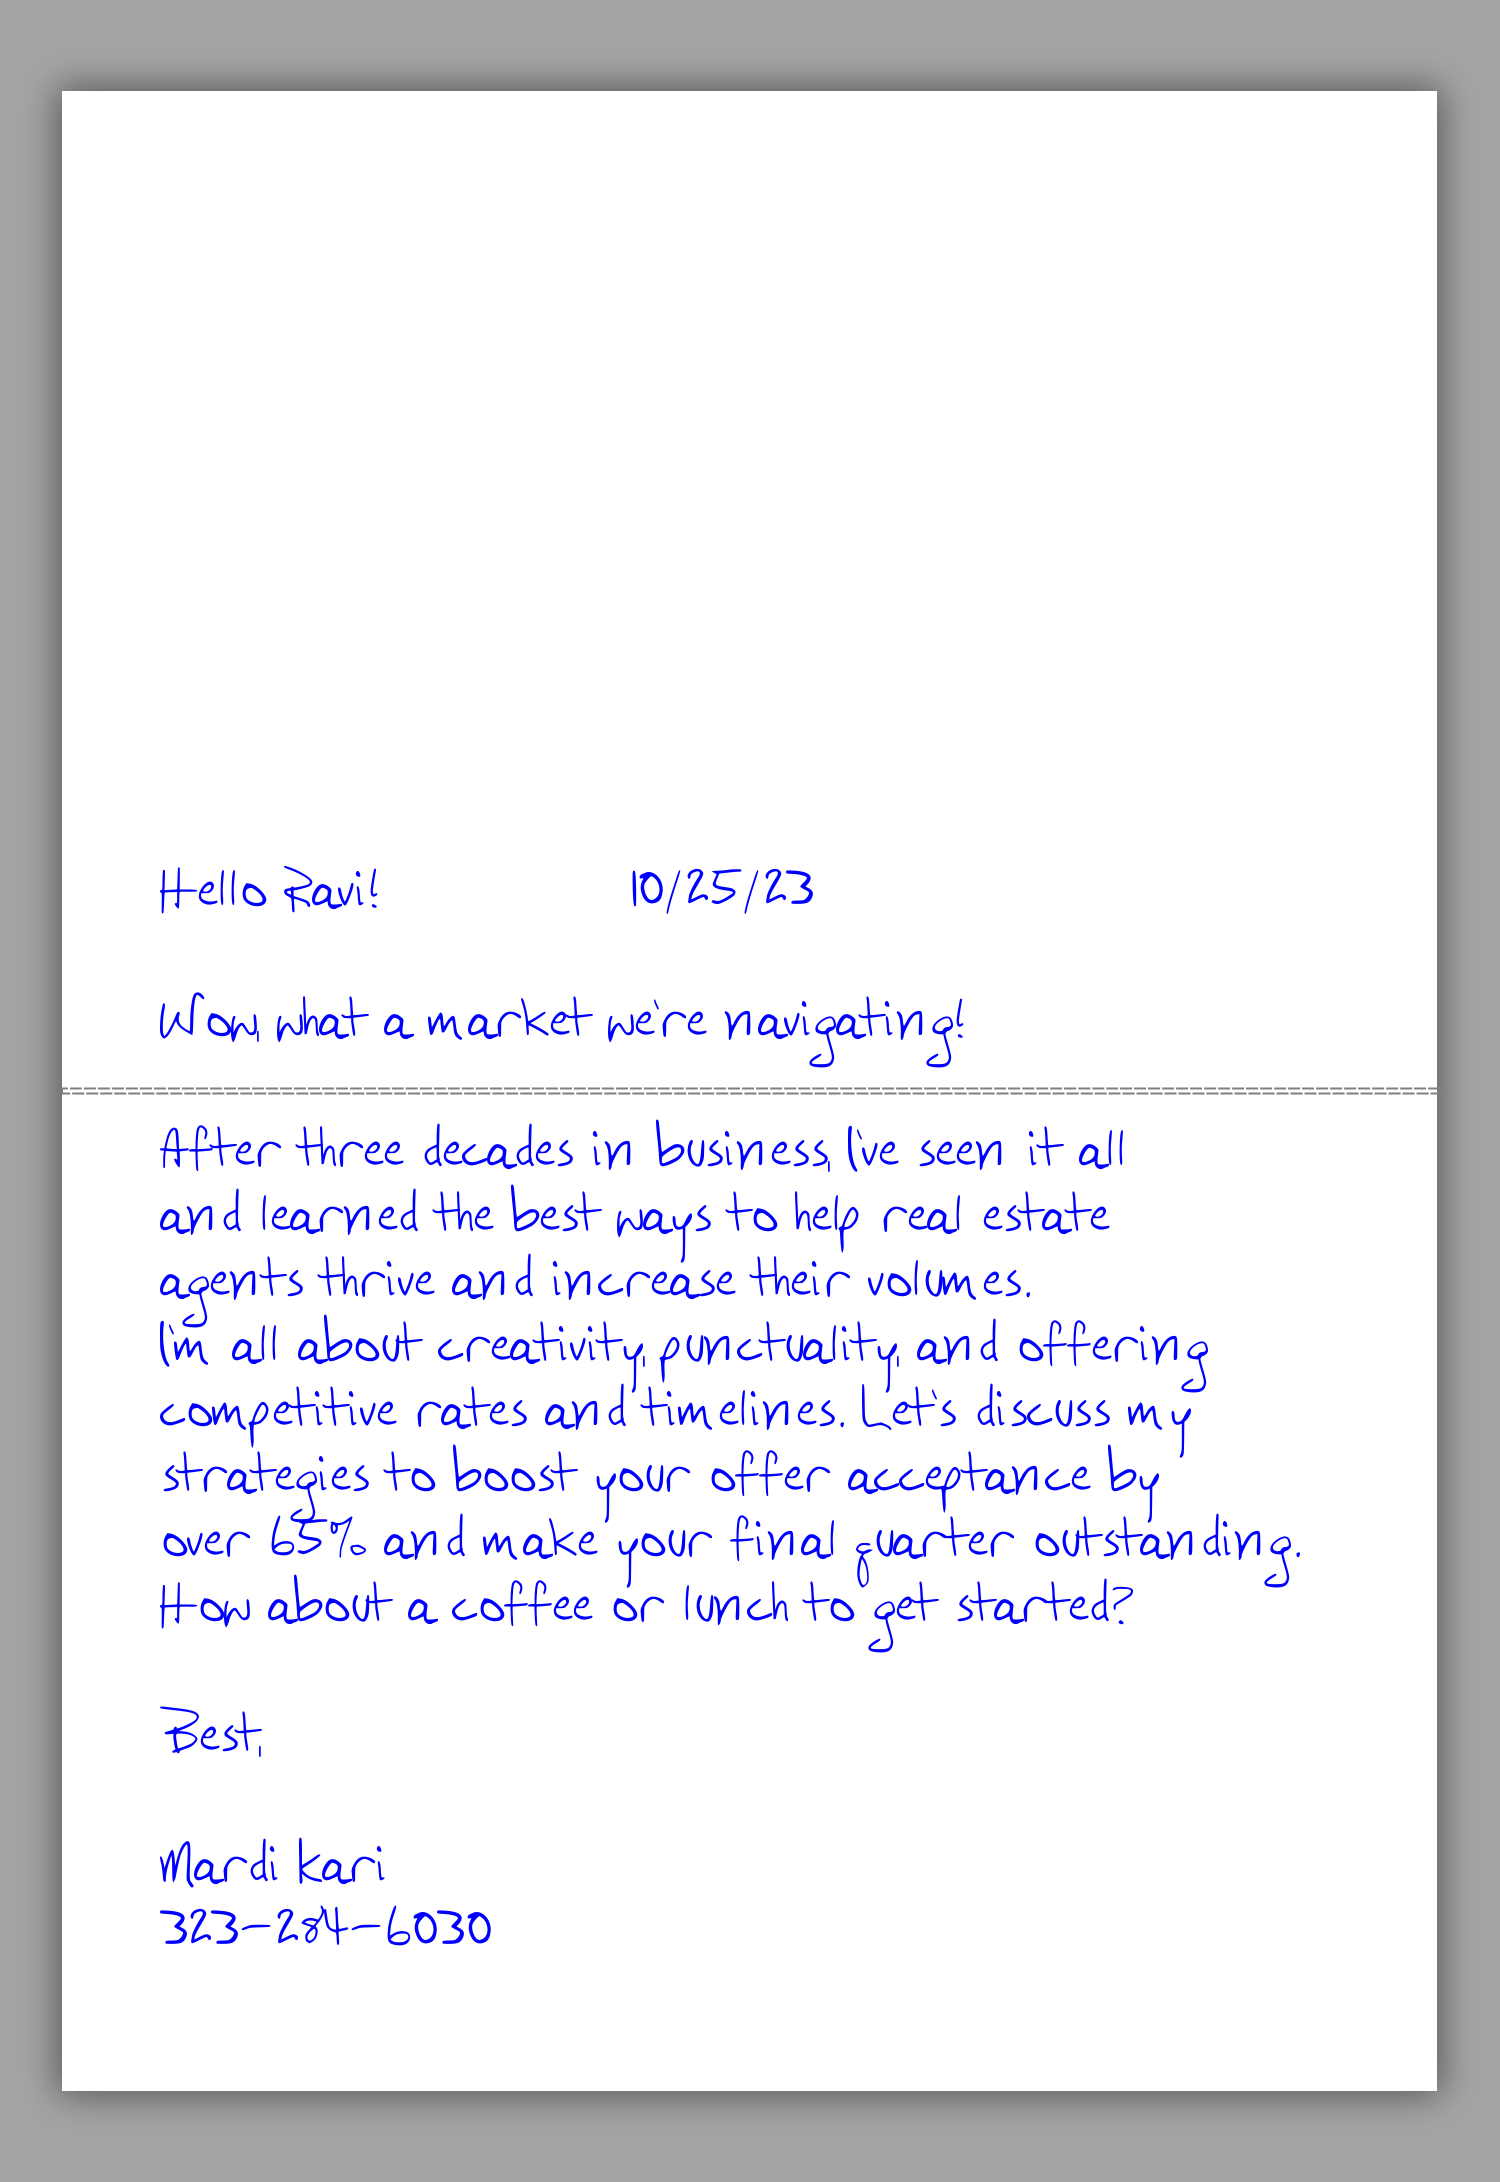 Hello Ravi! 10/25/23
Wow, what a market we're navigating!
After three decades in business, I've seen it all
and learned the best ways to help real estate
agents thrive and increase their volumes.
I'm all about creativity, punctuality, and offering
competitive rates and timelines. Let's discuss my
strategies to boost your offer acceptance by
over 65% and make your final quarter outstanding.
How about a coffee or lunch to get started?
Best,
Mardi Kari
323-284-6030